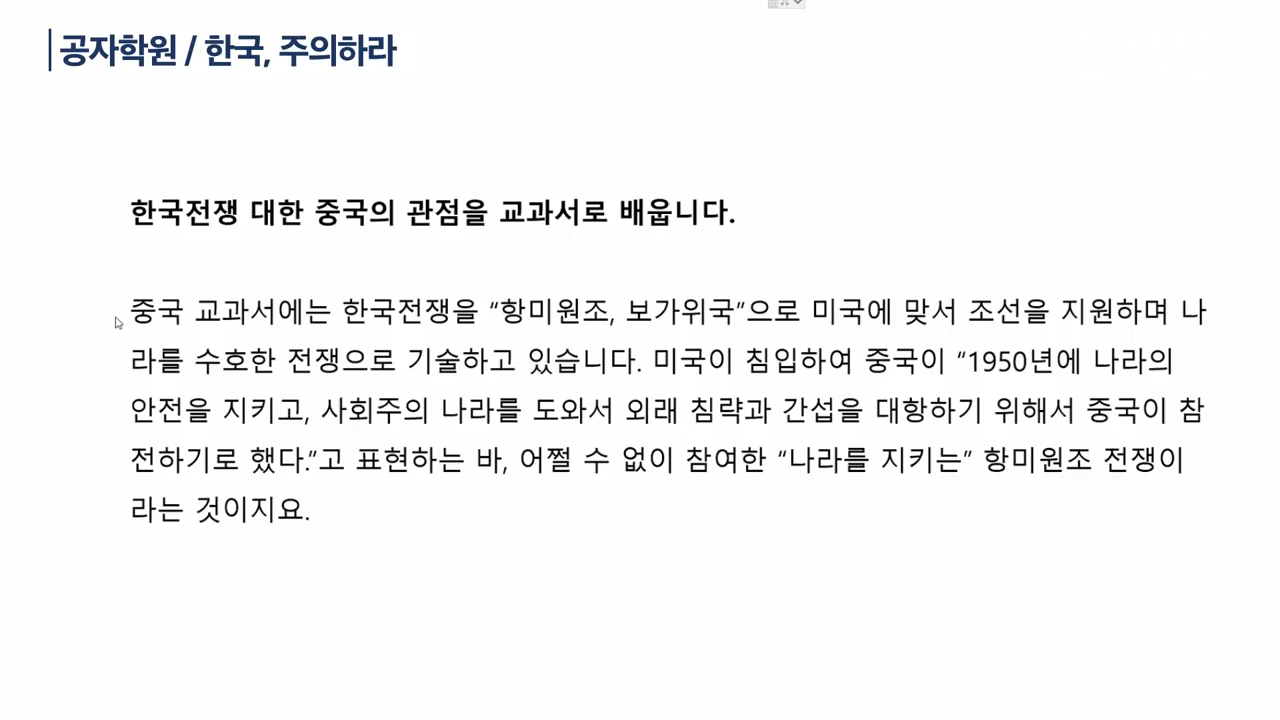 공자학원 / 한국, 주의하라
한국전쟁 대한 중국의 관점을 교과서로 배웁니다.
중국 교과서에는 한국전쟁을 “항미원조, 보가위국”으로 미국에 맞서 조선을 지원하며 나
라를 수호한 전쟁으로 기술하고 있습니다. 미국이 침입하여 중국이 “1950년에 나라의
안전을 지키고, 사회주의 나라를 도와서 외래 침략과 간섭을 대항하기 위해서 중국이 참
전하기로 했다.”고 표현하는 바, 어쩔 수 없이 참여한 “나라를 지키는” 항미원조 전쟁이
라는 것이지요.